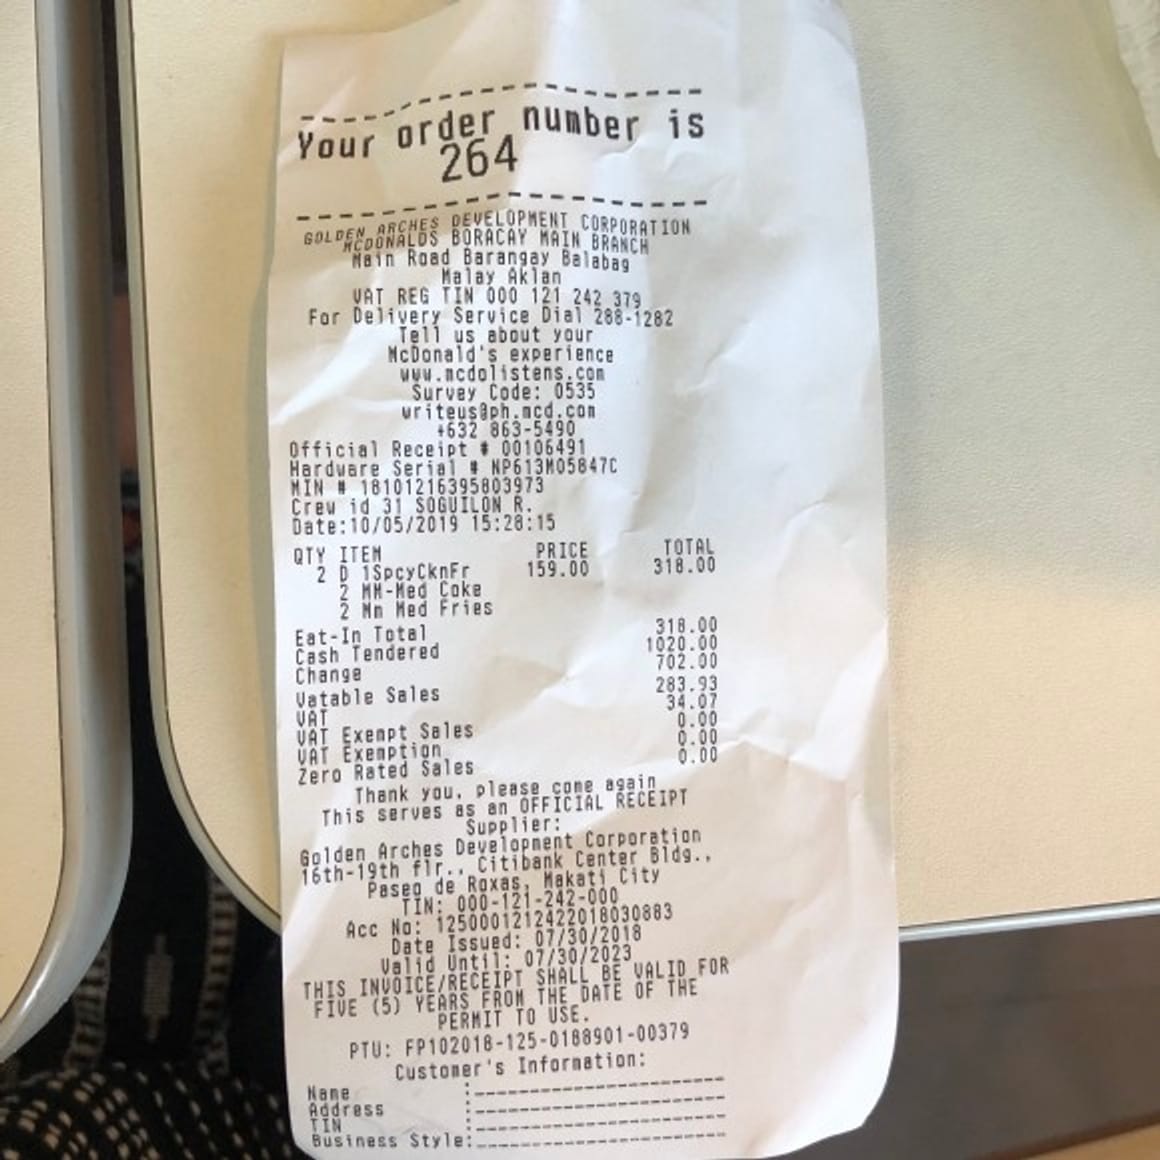 Your order number is
264
GOLDEN ARCHES DEVELOPMENT CORPORATION
MCDONALDS BORACAY MAIN BRANCH
Main Road Barangay Balabag
Malay Aklan
VAT REG TIN 000 121 242 379
For Delivery Service Dial 288-1282
Tell us about your
McDonald's experience
www.mcdolistens.com
Survey Code: 0535
writeus@ph.mcd.com
+632 863-5490
Official Receipt # 00106491
Hardware Serial # NP613M05847C
MIN # 18101216395803973
Crew id 31 SOGUILON R.
Date:10/05/2019 15:28:15
QTY ITEM PRICE TOTAL
2 D 1SpcyCknFr 159.00 318.00
2 MM-Med Coke
2 Mn Med Fries
Eat-In Total 318.00
Cash Tendered 1020.00
Change 702.00
Vatable Sales 283.93
VAT 34.07
VAT Exempt Sales 0.00
VAT Exemption 0.00
Zero Rated Sales 0.00
Thank you, please come again
This serves as an OFFICIAL RECEIPT
Supplier:
Golden Arches Development Corporation
16th-19th flr., Citibank Center Bldg.,
Paseo de Roxas, Makati City
TIN: 000-121-242-000
Acc No: 1250001212422018030883
Date Issued: 07/30/2018
Valid Until: 07/30/2023
THIS INVOICE/RECEIPT SHALL BE VALID FOR
FIVE (5) YEARS FROM THE DATE OF THE
PERMIT TO USE.
PTU: FP102018-125-0188901-00379
Customer's Information:
Name :
Address :
TIN :
Business Style: